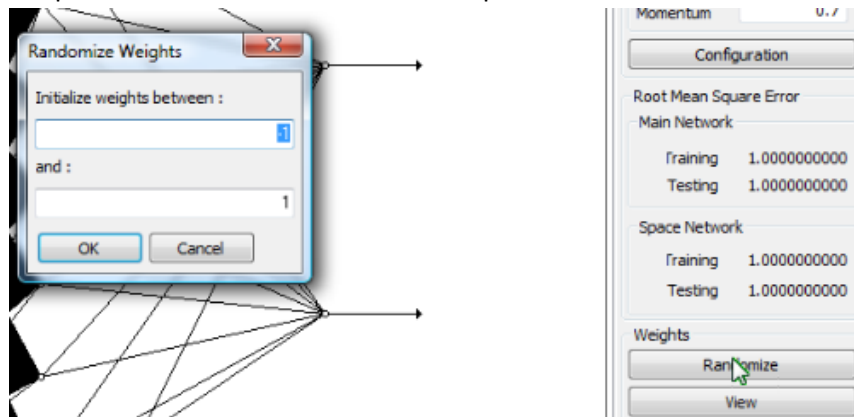 Randomize Weights
Initialize weights between :
-1
and :
1
OK Cancel
Momentum 0.7
Configuration
Root Mean Square Error
Main Network
Training 1.0000000000
Testing 1.0000000000
Space Network
Training 1.0000000000
Testing 1.0000000000
Weights
Randomize
View